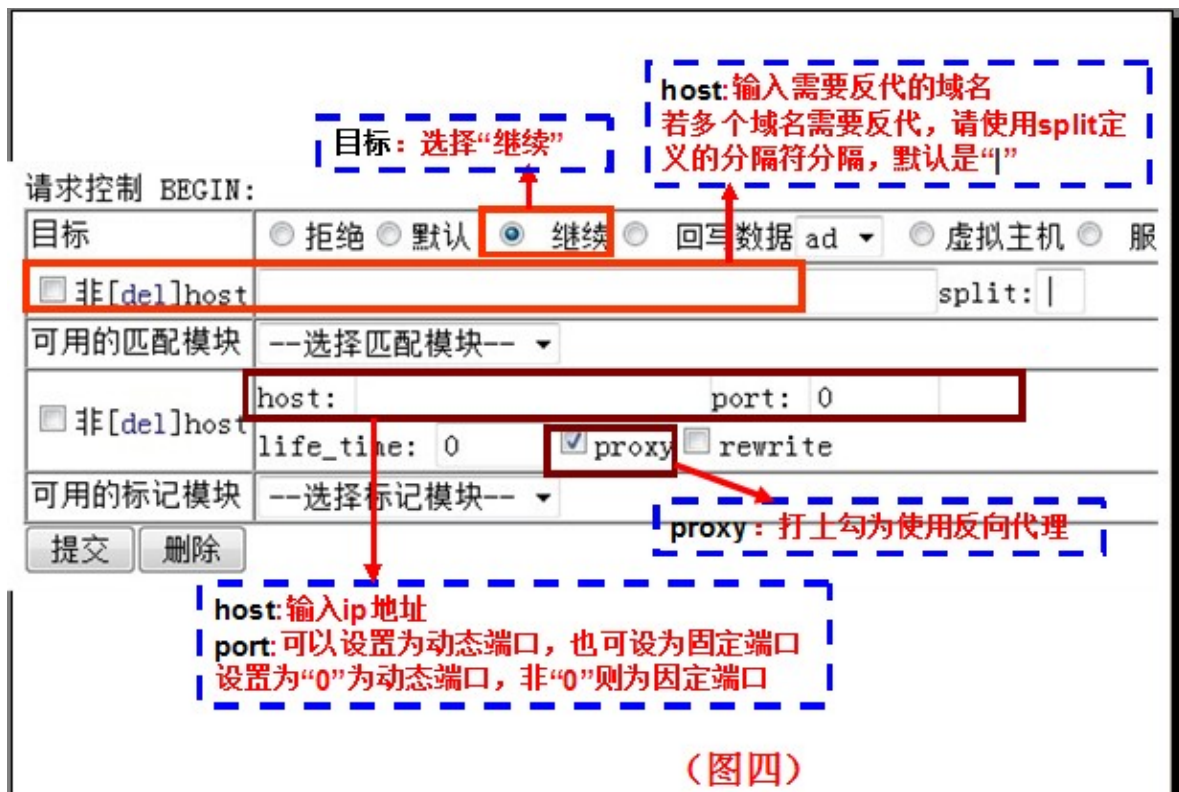 host:输入需要反代的域名
若多个域名需要反代，请使用split定
义的分隔符分隔，默认是“|”
目标：选择“继续”
请求控制 BEGIN:
目标 拒绝 默认 继续 回写数据 ad 虚拟主机 服
非[del]host split: |
可用的匹配模块 --选择匹配模块--
host: port: 0
非[del]host
life_time: 0 proxy rewrite
可用的标记模块 --选择标记模块--
proxy：打上勾为使用反向代理
提交 删除
host:输入ip地址
port:可以设置为动态端口，也可设为固定端口
设置为“0”为动态端口，非“0”则为固定端口
（图四）